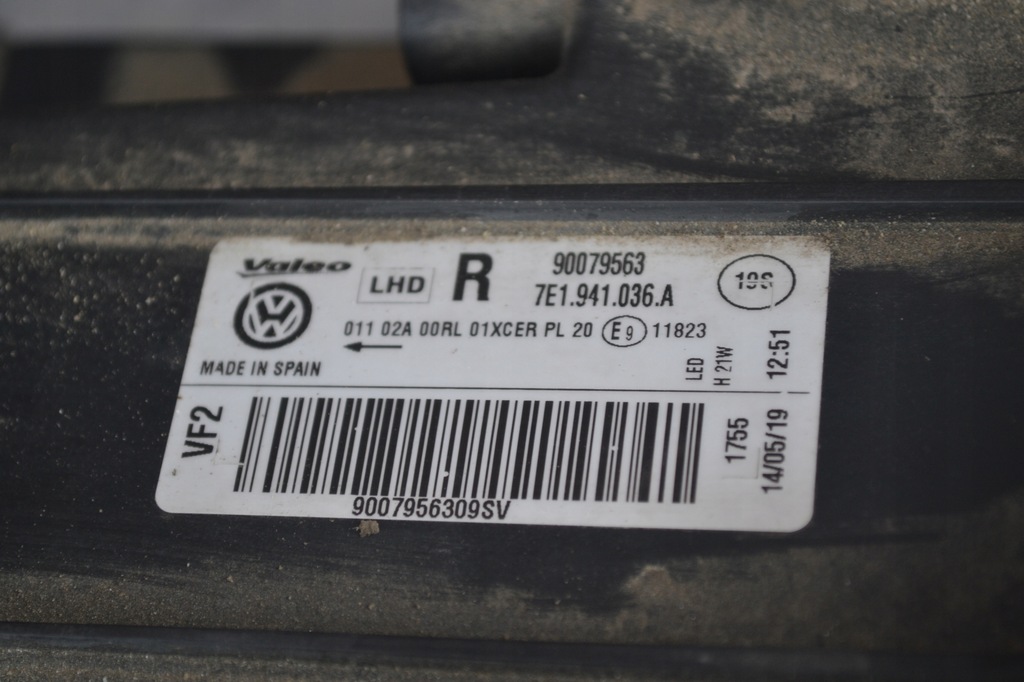 Valeo
LHD
R
90079563
7E1.941.036.A
19S
011 02A 00RL 01XCER PL 20 E9 11823
MADE IN SPAIN
LED
H 21W
12:51
VF2
1755
14/05/19
9007956309SV